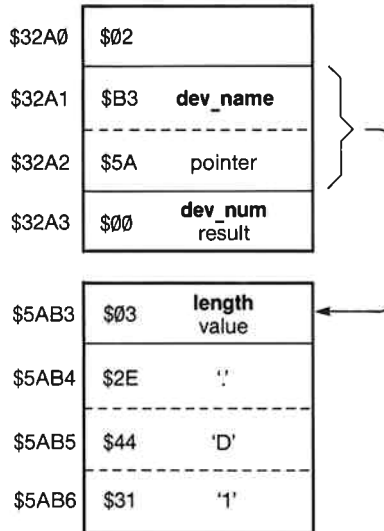 $32A0 $02
$32A1 $B3 dev_name
$32A2 $5A pointer
$32A3 $00 dev_num
result
$5AB3 $03 length
value
$5AB4 $2E '.'
$5AB5 $44 'D'
$5AB6 $31 '1'